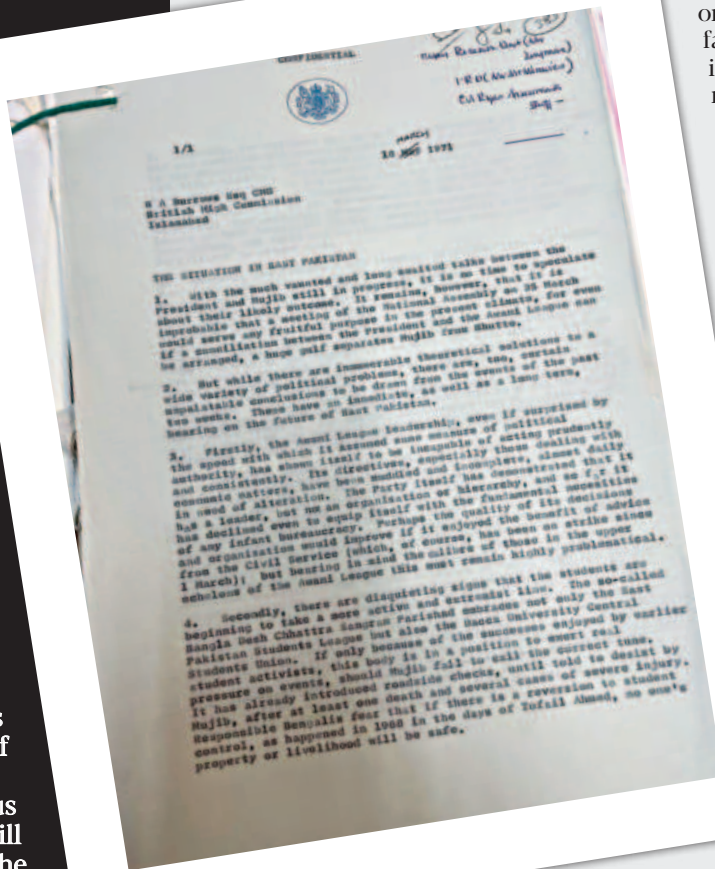 CONFIDENTIAL
1/1
MARCH
18 1971
British High Commission
Islamabad
THE SITUATION IN EAST PAKISTAN
1. With the much vaunted and long-awaited talks between the
President and Mujib still in progress, it is no time to speculate
about their likely outcome. It remains, however, that it is
improbable that a meeting of the National Assembly on 25 March
would serve any fruitful purpose in the present climate, for even
if a conciliation between the President and the Awami League can
be arranged, a huge gulf separates Mujib from Bhutto.
2. But while there are innumerable theoretical solutions to a
wide variety of political problems, there are, too, certain
unpalatable conclusions to be drawn from the events of the past
two weeks. These have an immediate, as well as a long term,
bearing on the future of East Pakistan.
3. Firstly, the Awami League leadership, even if surprised by
the speed with which it assumed some measure of political
authority, has shown itself to be incapable of acting prudently
and consistently. Its directives, especially those dealing with
economic matters, have been muddled and incomplete, almost daily
in need of alteration. The Party itself has demonstrated that it
has a leader, but not an organisation or hierarchy, and so far it
has declined even to equip itself with the fundamental necessities
of any infant bureaucracy. Perhaps the quality of its decisions
and organisation would improve if it enjoyed the benefit of advice
from the Civil Service (which, of course, has been on strike since
1 March); but bearing in mind the calibre of those in the upper
echelons of the Awami League this must remain highly problematical.
4. Secondly, there are disquieting signs that the students are
beginning to take a more active and extremist line. The so-called
Bangla Desh Chhattra Sangram Parishad embraces not only the East
Pakistan Students League but also the Dacca University Central
Students Union. If only because of the successes enjoyed by earlier
student activists, this body is in a position to exert real
pressure on events, should Mujib fail to call the correct tune.
It has already introduced roadside checks, until told to desist by
Mujib, after at least one death and several cases of severe injury.
Responsible Bengalis fear that if there is a reversion to student
control, as happened in 1968 in the days of Tofail Ahmed, no one's
property or livelihood will be safe.